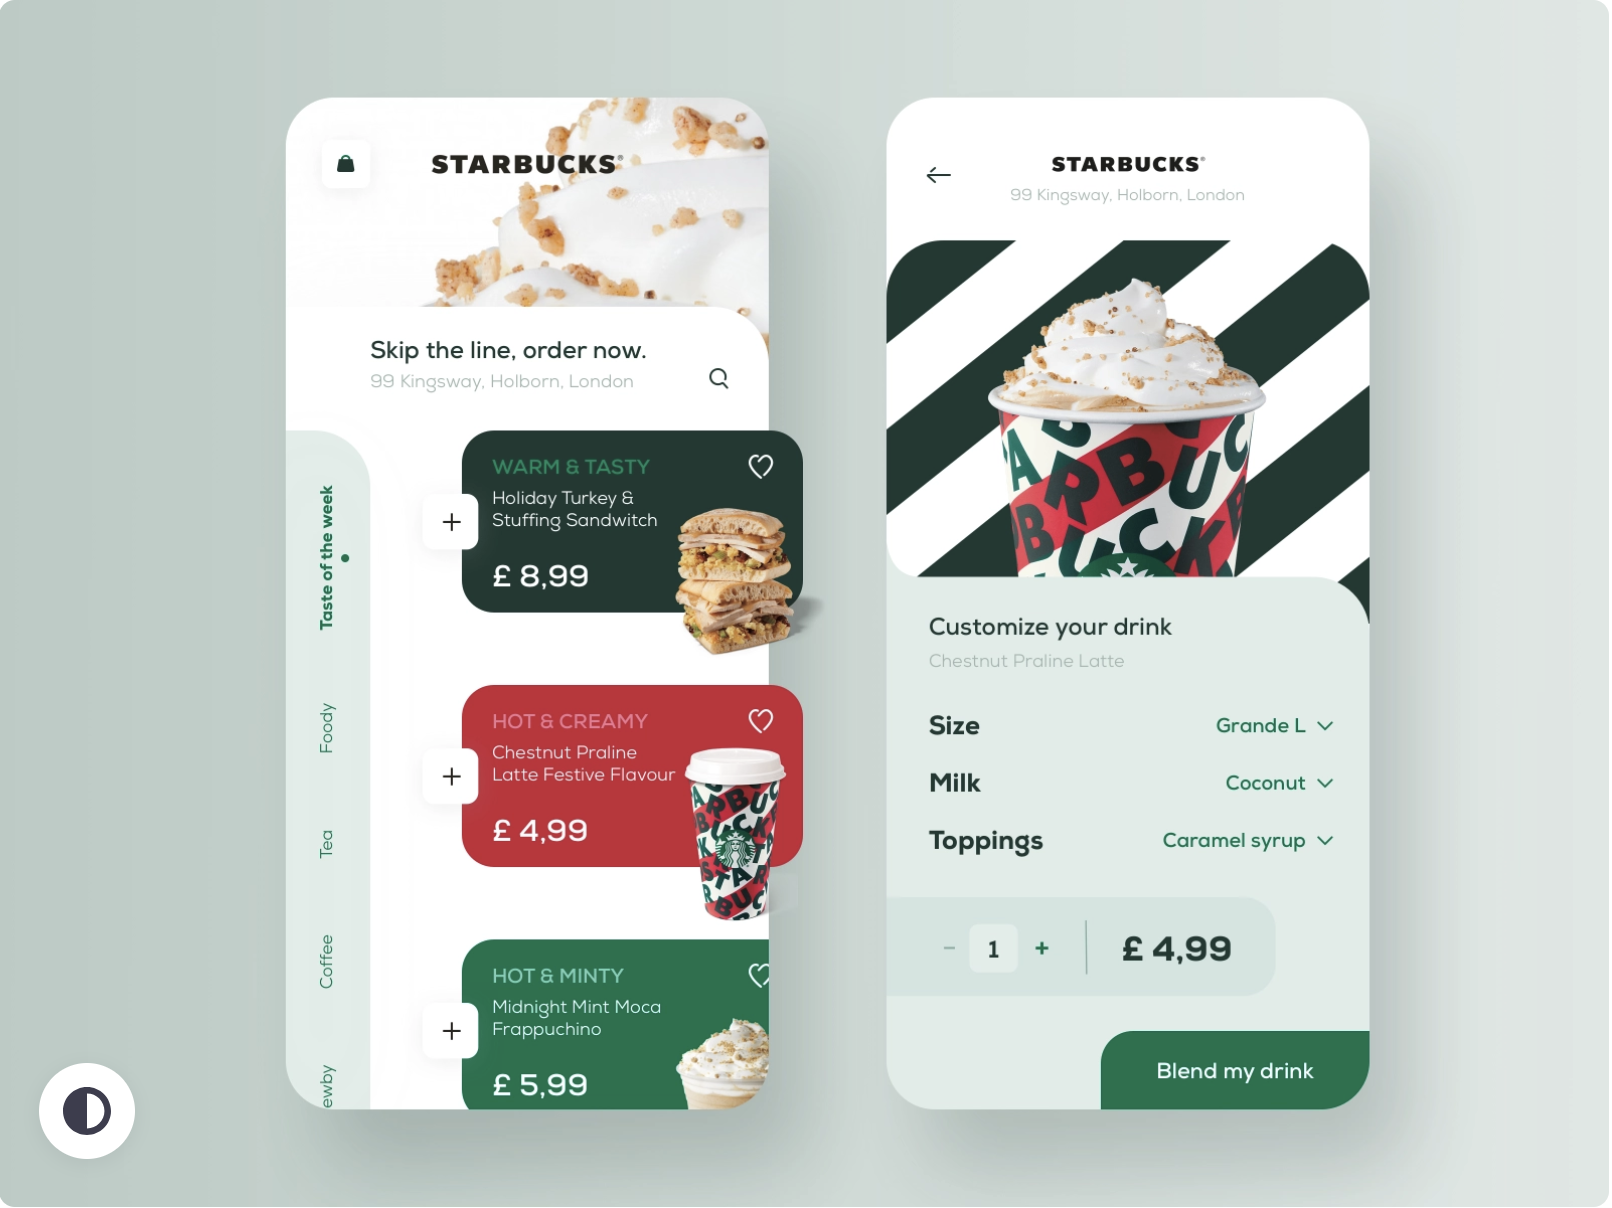 STARBUCKS®
Skip the line, order now.
99 Kingsway, Holborn, London
Taste of the week
Foody
Tea
Coffee
ewby
WARM & TASTY
Holiday Turkey &
Stuffing Sandwitch
£ 8,99
HOT & CREAMY
Chestnut Praline
Latte Festive Flavour
£ 4,99
HOT & MINTY
Midnight Mint Moca
Frappuchino
£ 5,99
STARBUCKS®
99 Kingsway, Holborn, London
Customize your drink
Chestnut Praline Latte
Size
Grande L
Milk
Coconut
Toppings
Caramel syrup
− 1 +
£ 4,99
Blend my drink